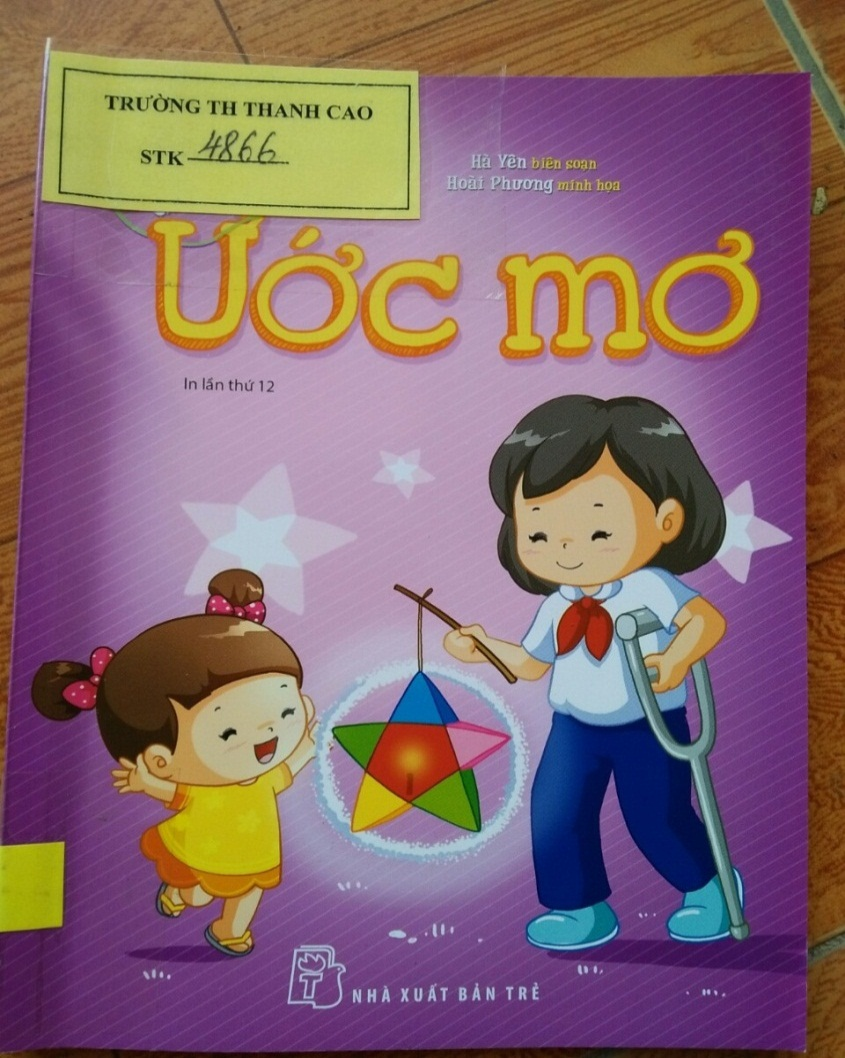 TRƯỜNG TH THANH CAO
STK 4866
Hà Yên biên soạn
Hoài Phương minh họa
Ước mơ
In lần thứ 12
T
NHÀ XUẤT BẢN TRẺ